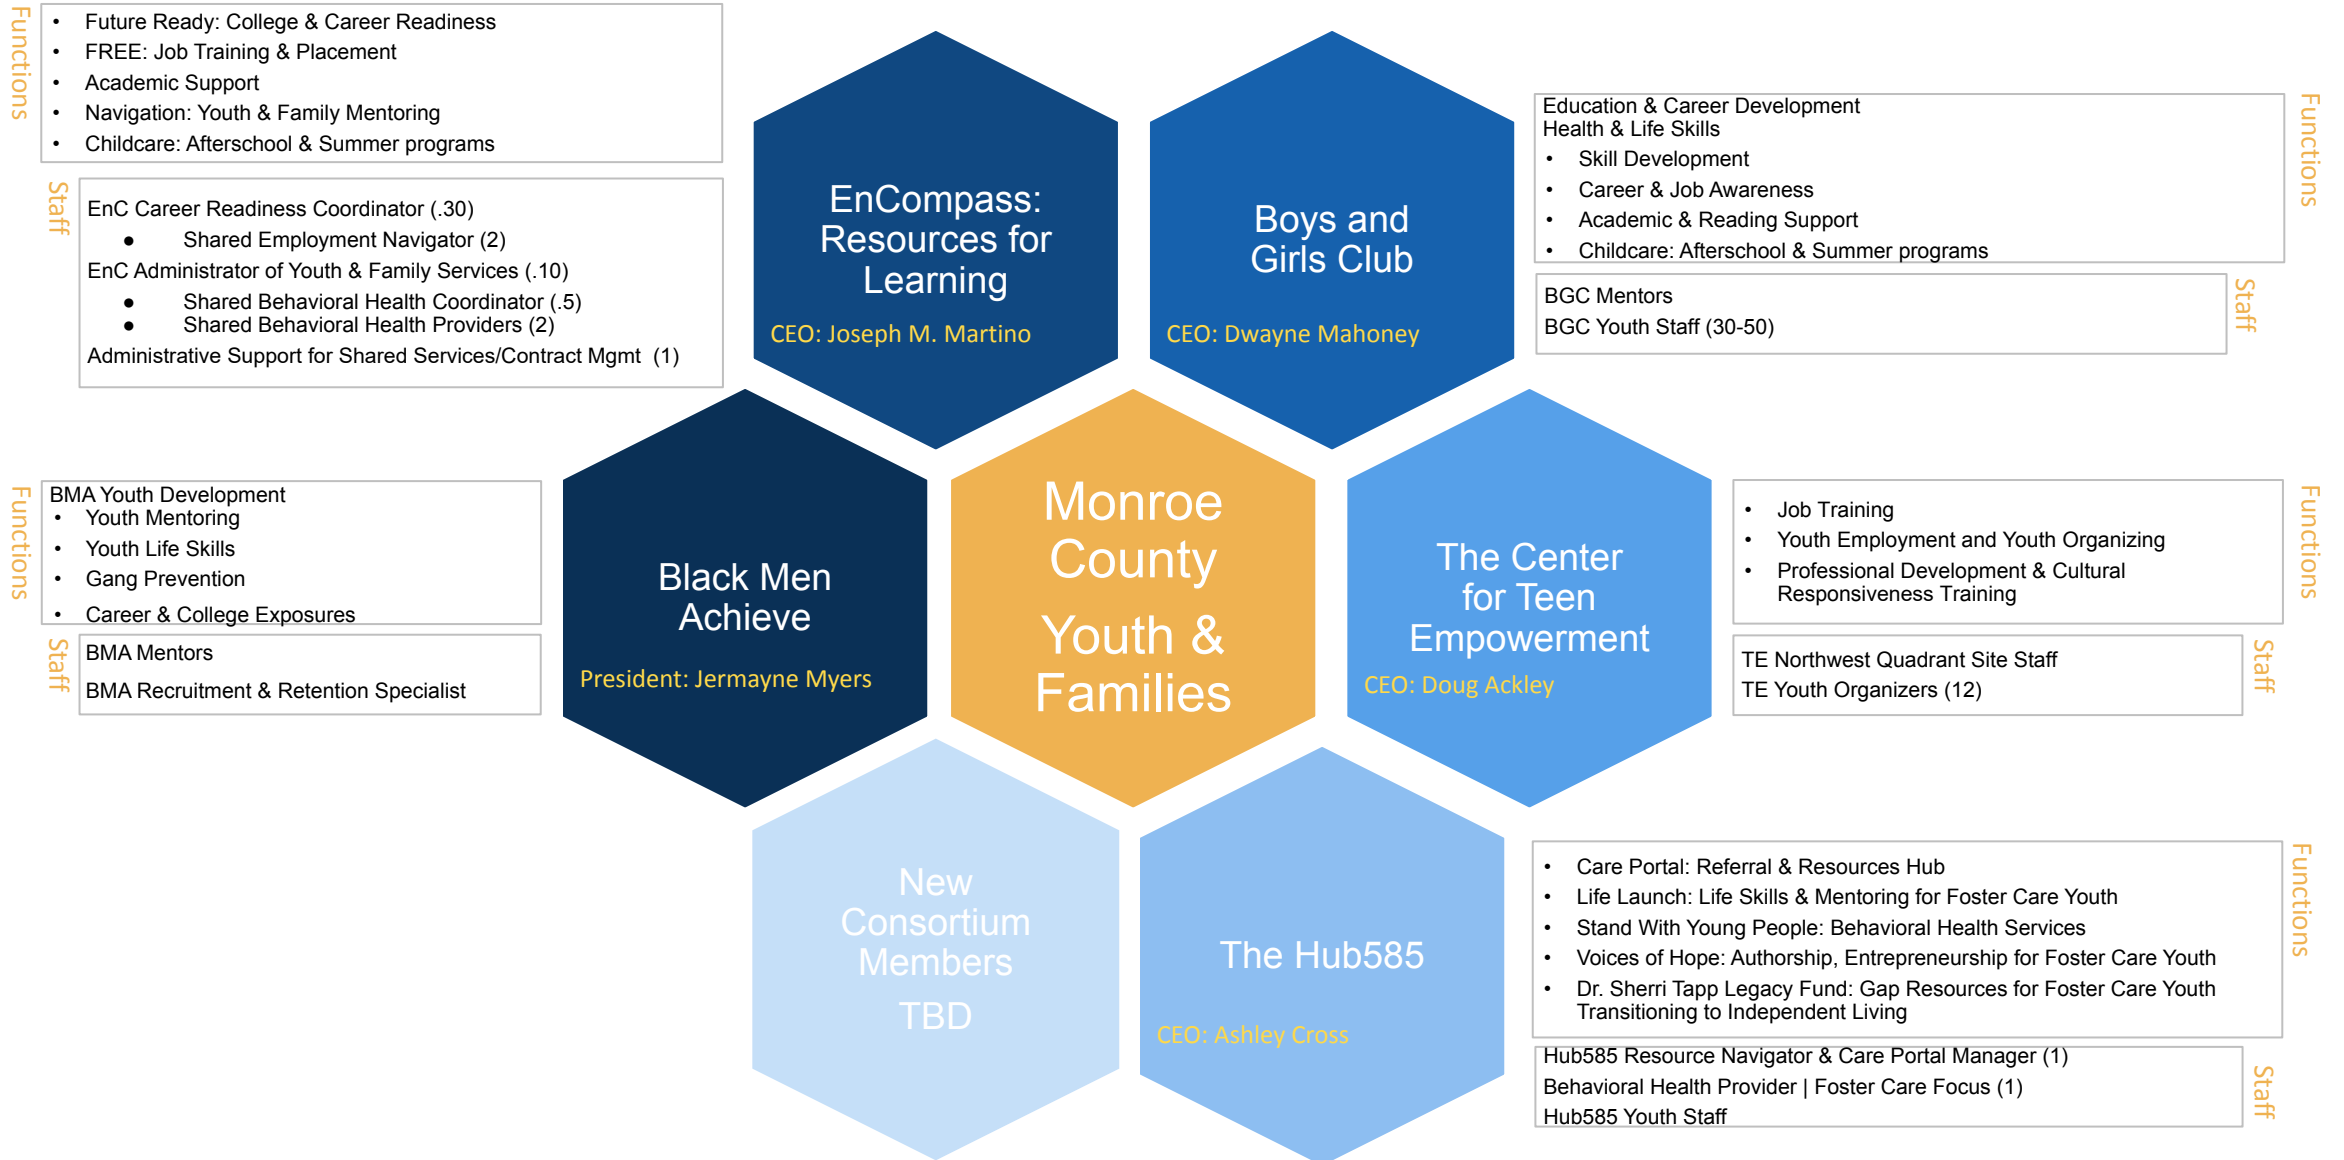 Functions
• Future Ready: College & Career Readiness
• FREE: Job Training & Placement
• Academic Support
• Navigation: Youth & Family Mentoring
• Childcare: Afterschool & Summer programs
Staff
EnC Career Readiness Coordinator (.30)
● Shared Employment Navigator (2)
EnC Administrator of Youth & Family Services (.10)
● Shared Behavioral Health Coordinator (.5)
● Shared Behavioral Health Providers (2)
Administrative Support for Shared Services/Contract Mgmt (1)
EnCompass:
Resources for
Learning
CEO: Joseph M. Martino
Boys and
Girls Club
CEO: Dwayne Mahoney
Functions
Education & Career Development
Health & Life Skills
• Skill Development
• Career & Job Awareness
• Academic & Reading Support
• Childcare: Afterschool & Summer programs
Staff
BGC Mentors
BGC Youth Staff (30-50)
Functions
BMA Youth Development
• Youth Mentoring
• Youth Life Skills
• Gang Prevention
• Career & College Exposures
Staff
BMA Mentors
BMA Recruitment & Retention Specialist
Black Men
Achieve
President: Jermayne Myers
Monroe
County
Youth &
Families
The Center
for Teen
Empowerment
CEO: Doug Ackley
Functions
• Job Training
• Youth Employment and Youth Organizing
• Professional Development & Cultural
Responsiveness Training
Staff
TE Northwest Quadrant Site Staff
TE Youth Organizers (12)
New
Consortium
Members
TBD
The Hub585
CEO: Ashley Cross
Functions
• Care Portal: Referral & Resources Hub
• Life Launch: Life Skills & Mentoring for Foster Care Youth
• Stand With Young People: Behavioral Health Services
• Voices of Hope: Authorship, Entrepreneurship for Foster Care Youth
• Dr. Sherri Tapp Legacy Fund: Gap Resources for Foster Care Youth
Transitioning to Independent Living
Staff
Hub585 Resource Navigator & Care Portal Manager (1)
Behavioral Health Provider | Foster Care Focus (1)
Hub585 Youth Staff